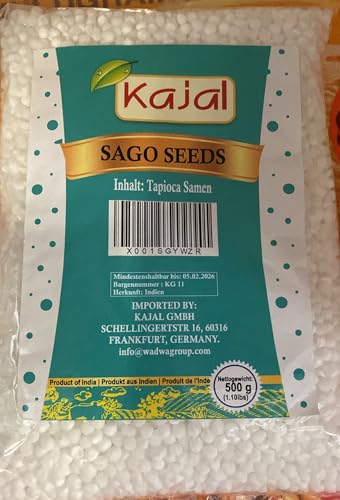 Kajal
SAGO SEEDS
Inhalt: Tapioca Samen
X001SGYWZR
Mindestenshaltbar bis: 05.02.2026
Bargennummer : KG 11
Herkunft: Indien
IMPORTED BY:
KAJAL GMBH
SCHELLINGERTSTR 16, 60316
FRANKFURT, GERMANY.
info@wadwagroup.com
Product of India | Produkt aus Indien | Produit de l'Inde
Nettogewicht:
500 g
(1.10lbs)